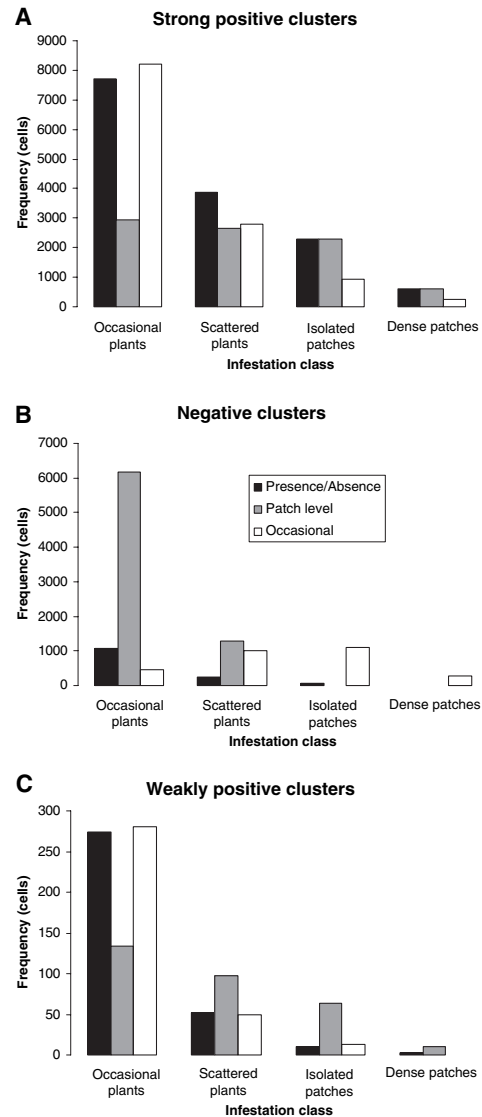 A
Strong positive clusters
Frequency (cells)
9000
8000
7000
6000
5000
4000
3000
2000
1000
0
Occasional plants
Scattered plants
Isolated patches
Dense patches
Infestation class
B
Negative clusters
Frequency (cells)
7000
6000
5000
4000
3000
2000
1000
0
Presence/Absence
Patch level
Occasional
Occasional plants
Scattered plants
Isolated patches
Dense patches
Infestation class
C
Weakly positive clusters
Frequency (cells)
300
250
200
150
100
50
0
Occasional plants
Scattered plants
Isolated patches
Dense patches
Infestation class